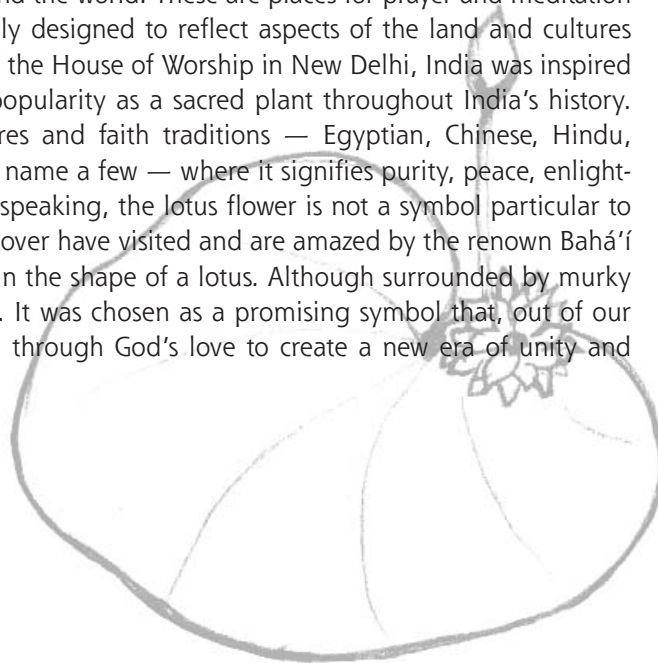 nd the world. These are places for prayer and meditation
ly designed to reflect aspects of the land and cultures
the House of Worship in New Delhi, India was inspired
popularity as a sacred plant throughout India’s history.
res and faith traditions — Egyptian, Chinese, Hindu,
name a few — where it signifies purity, peace, enlight-
speaking, the lotus flower is not a symbol particular to
over have visited and are amazed by the renown Bahá’í
n the shape of a lotus. Although surrounded by murky
. It was chosen as a promising symbol that, out of our
through God’s love to create a new era of unity and